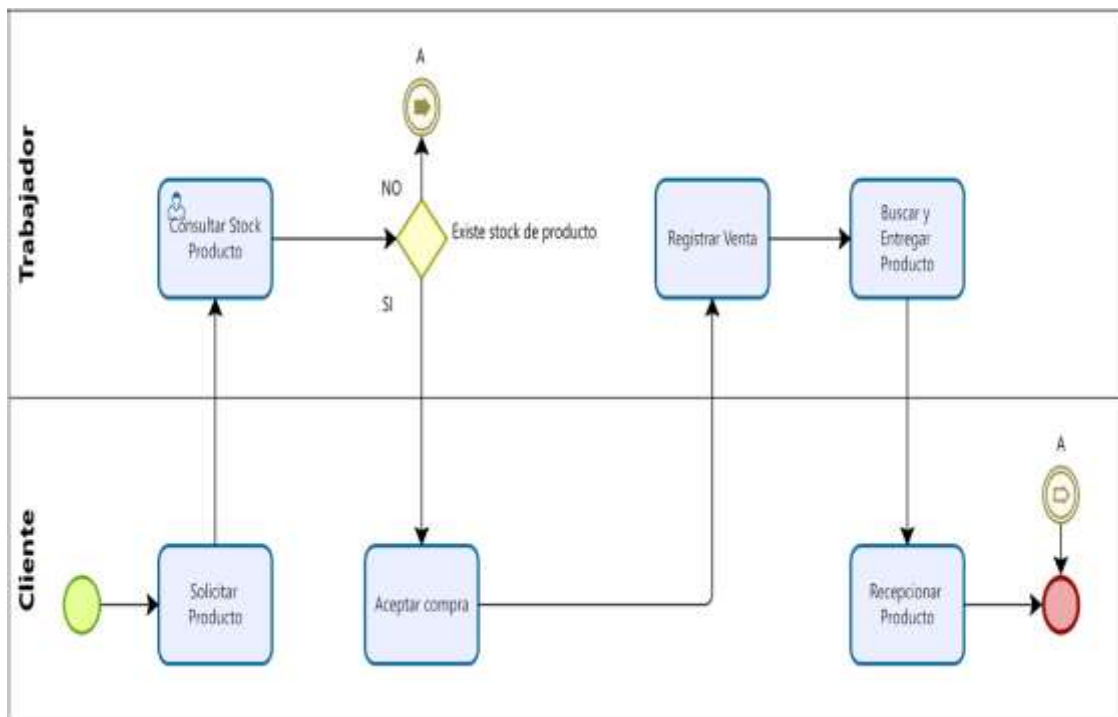 Trabajador
A
NO
Consultar Stock
Producto
Existe stock de producto
SI
Registrar Venta
Buscar y
Entregar
Producto
Cliente
Solicitar
Producto
Aceptar compra
Recepcionar
Producto
A